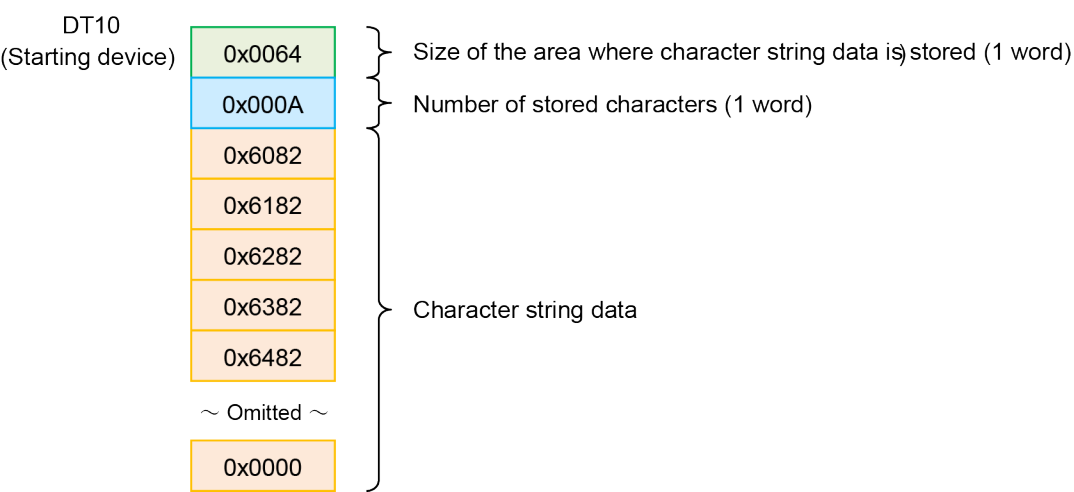 DT10
(Starting device)
0x0064
Size of the area where character string data is) stored (1 word)
0x000A
Number of stored characters (1 word)
0x6082
0x6182
0x6282
0x6382
Character string data
0x6482
～ Omitted ～
0x0000